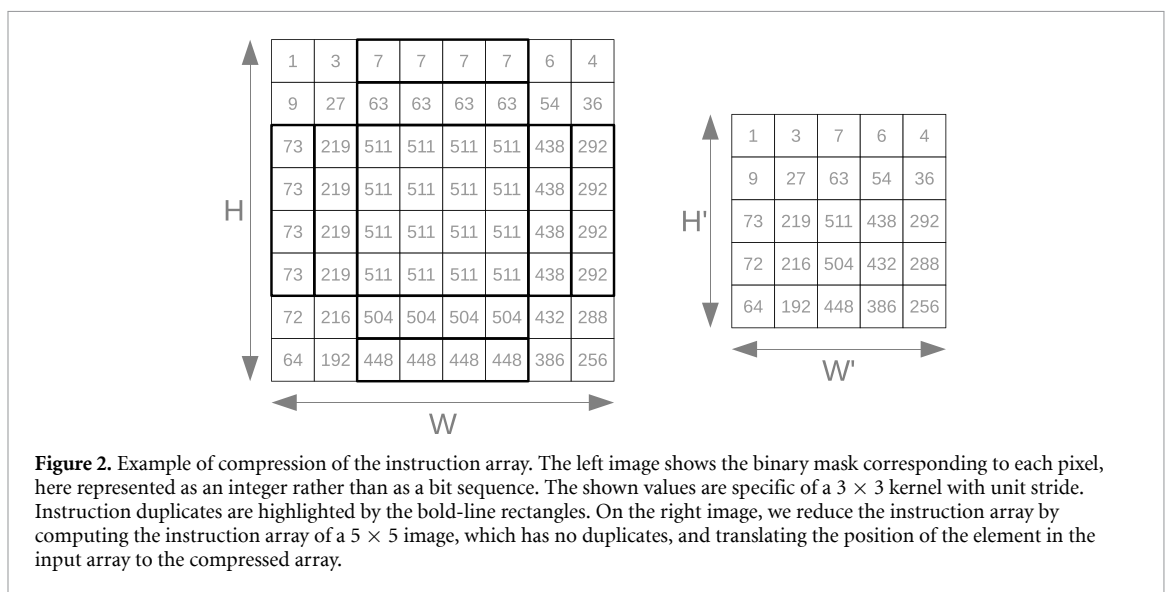 1 3 7 7 7 7 6 4
9 27 63 63 63 63 54 36
73 219 511 511 511 511 438 292
73 219 511 511 511 511 438 292
73 219 511 511 511 511 438 292
73 219 511 511 511 511 438 292
72 216 504 504 504 504 432 288
64 192 448 448 448 448 386 256
H
W
1 3 7 6 4
9 27 63 54 36
73 219 511 438 292
72 216 504 432 288
64 192 448 386 256
H'
W'
Figure 2. Example of compression of the instruction array. The left image shows the binary mask corresponding to each pixel,
here represented as an integer rather than as a bit sequence. The shown values are specific of a 3 × 3 kernel with unit stride.
Instruction duplicates are highlighted by the bold-line rectangles. On the right image, we reduce the instruction array by
computing the instruction array of a 5 × 5 image, which has no duplicates, and translating the position of the element in the
input array to the compressed array.